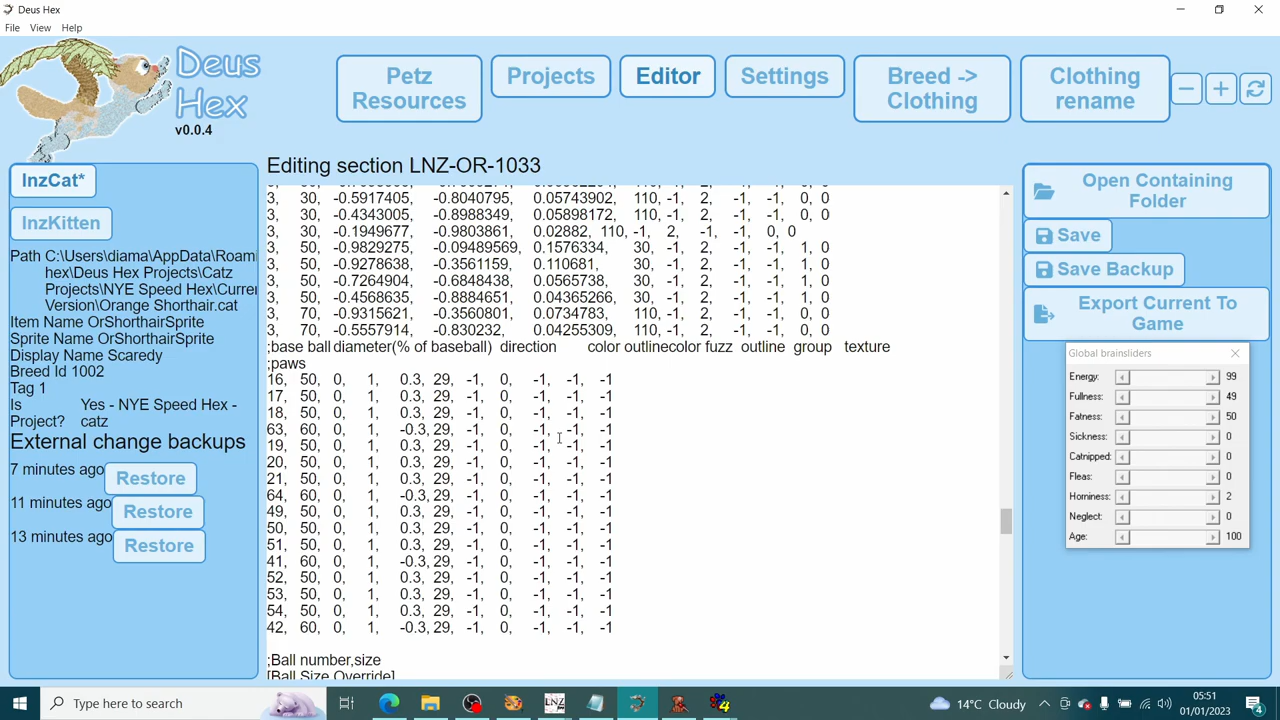 Deus Hex
File View Help
Deus
Hex
v0.0.4
Petz
Resources
Projects
Editor
Settings
Breed ->
Clothing
Clothing
rename
lnzCat*
lnzKitten
Path C:\Users\diama\AppData\Roami
hex\Deus Hex Projects\Catz
Projects\NYE Speed Hex\Current
Version\Orange Shorthair.cat
Item Name OrShorthairSprite
Sprite Name OrShorthairSprite
Display Name Scaredy
Breed Id 1002
Tag 1
Is Yes - NYE Speed Hex -
Project? catz
External change backups
7 minutes ago Restore
11 minutes ago Restore
13 minutes ago Restore
Editing section LNZ-OR-1033
3, 30, -0.5917405, -0.8040795, 0.05743902, 110, -1, 2, -1, -1, 0, 0
3, 30, -0.4343005, -0.8988349, 0.05898172, 110, -1, 2, -1, -1, 0, 0
3, 30, -0.1949677, -0.9803861, 0.02882, 110, -1, 2, -1, -1, 0, 0
3, 50, -0.9829275, -0.09489569, 0.1576334, 30, -1, 2, -1, -1, 1, 0
3, 50, -0.9278638, -0.3561159, 0.110681, 30, -1, 2, -1, -1, 1, 0
3, 50, -0.7264904, -0.6848438, 0.0565738, 30, -1, 2, -1, -1, 1, 0
3, 50, -0.4568635, -0.8884651, 0.04365266, 30, -1, 2, -1, -1, 1, 0
3, 70, -0.9315621, -0.3560801, 0.0734783, 110, -1, 2, -1, -1, 0, 0
3, 70, -0.5557914, -0.830232, 0.04255309, 110, -1, 2, -1, -1, 0, 0
;base ball diameter(% of baseball) direction color outlinecolor fuzz outline group texture
;paws
16, 50, 0, 1, 0.3, 29, -1, 0, -1, -1, -1
17, 50, 0, 1, 0.3, 29, -1, 0, -1, -1, -1
18, 50, 0, 1, 0.3, 29, -1, 0, -1, -1, -1
63, 60, 0, 1, -0.3, 29, -1, 0, -1, -1, -1
19, 50, 0, 1, 0.3, 29, -1, 0, -1, -1, -1
20, 50, 0, 1, 0.3, 29, -1, 0, -1, -1, -1
21, 50, 0, 1, 0.3, 29, -1, 0, -1, -1, -1
64, 60, 0, 1, -0.3, 29, -1, 0, -1, -1, -1
49, 50, 0, 1, 0.3, 29, -1, 0, -1, -1, -1
50, 50, 0, 1, 0.3, 29, -1, 0, -1, -1, -1
51, 50, 0, 1, 0.3, 29, -1, 0, -1, -1, -1
41, 60, 0, 1, -0.3, 29, -1, 0, -1, -1, -1
52, 50, 0, 1, 0.3, 29, -1, 0, -1, -1, -1
53, 50, 0, 1, 0.3, 29, -1, 0, -1, -1, -1
54, 50, 0, 1, 0.3, 29, -1, 0, -1, -1, -1
42, 60, 0, 1, -0.3, 29, -1, 0, -1, -1, -1
;Ball number,size
[Ball Size Override]
Open Containing
Folder
Save
Save Backup
Export Current To
Game
Global brainsliders
Energy: 99
Fullness: 49
Fatness: 50
Sickness: 0
Catnipped: 0
Fleas: 0
Horniness: 2
Neglect: 0
Age: 100
Type here to search
LNZ
4
14°C Cloudy
05:51
01/01/2023
4